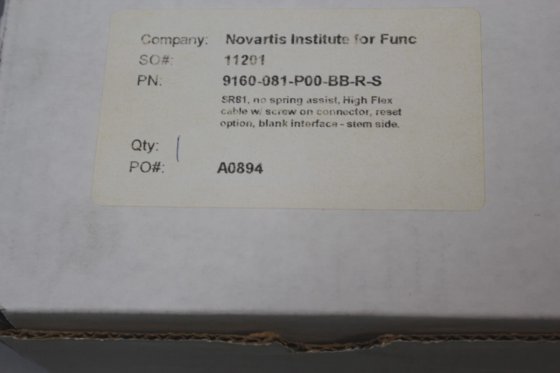 Company: Novartis Institute for Func
SO#: 11201
PN: 9160-081-P00-BB-R-S
SR81, no spring assist, High Flex
cable w/ screw on connector, reset
option, blank interface - stem side.
Qty: 1
PO#: A0894